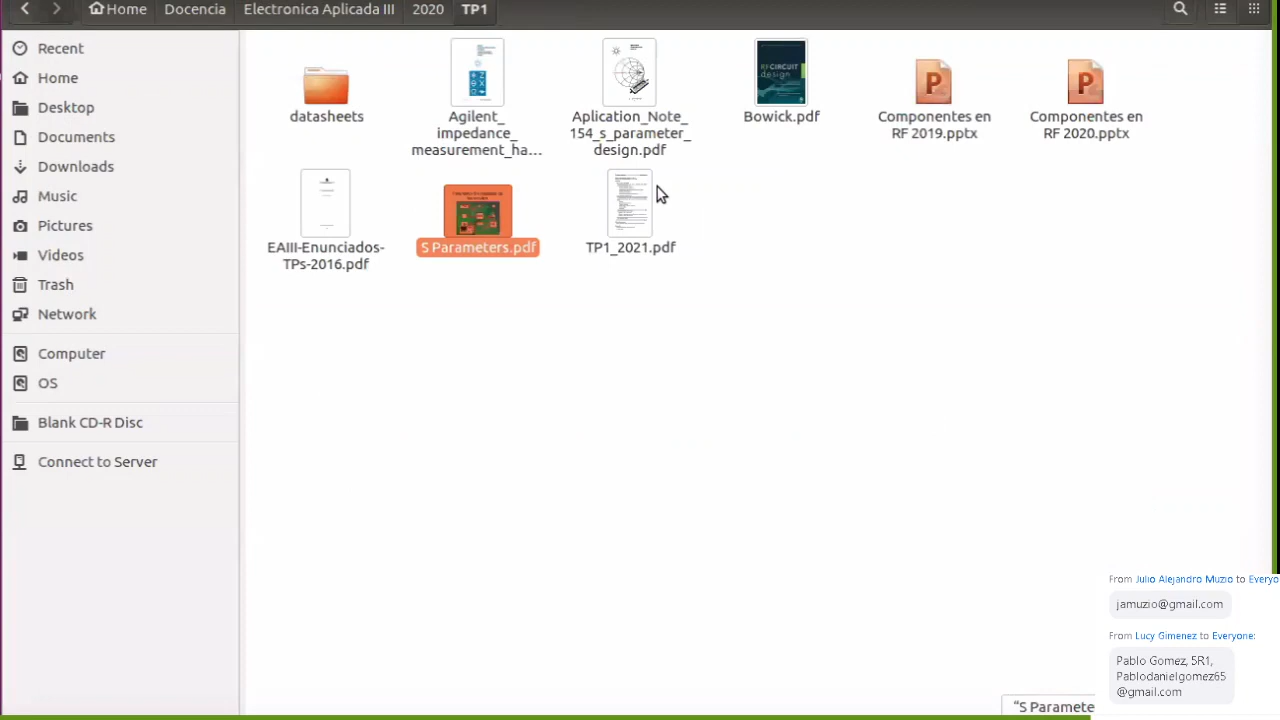 Home
Docencia
Electronica Aplicada III
2020
TP1
Recent
Home
Desktop
Documents
Downloads
Music
Pictures
Videos
Trash
Network
Computer
OS
Blank CD-R Disc
Connect to Server
datasheets
Agilent_
impedance_
measurement_ha...
Aplication_Note_
154_s_parameter_
design.pdf
Bowick.pdf
Componentes en
RF 2019.pptx
Componentes en
RF 2020.pptx
EAIII-Enunciados-
TPs-2016.pdf
S Parameters.pdf
TP1_2021.pdf
From Julio Alejandro Muzio to Everyo
jamuzio@gmail.com
From Lucy Gimenez to Everyone:
Pablo Gomez, 5R1,
Pablodanielgomez65
@gmail.com
“S Paramete